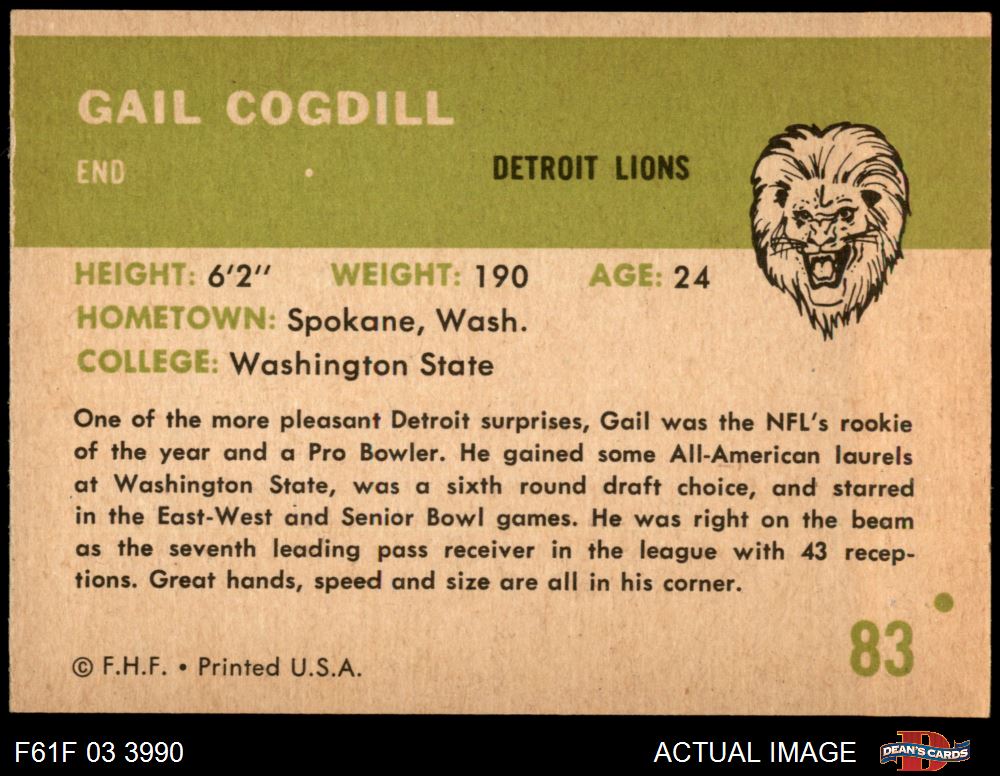 GAIL COGDILL
END
DETROIT LIONS
HEIGHT: 6'2" WEIGHT: 190 AGE: 24
HOMETOWN: Spokane, Wash.
COLLEGE: Washington State
One of the more pleasant Detroit surprises, Gail was the NFL's rookie
of the year and a Pro Bowler. He gained some All-American laurels
at Washington State, was a sixth round draft choice, and starred
in the East-West and Senior Bowl games. He was right on the beam
as the seventh leading pass receiver in the league with 43 recep-
tions. Great hands, speed and size are all in his corner.
83
© F.H.F. • Printed U.S.A.
F61F 03 3990
ACTUAL IMAGE
D
DEAN'S CARDS